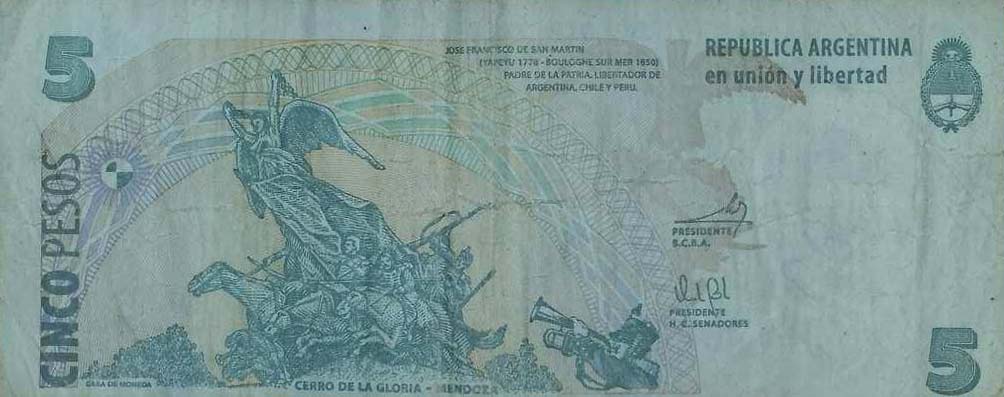 5
JOSE FRANCISCO DE SAN MARTIN
(YAPEYU 1778 - BOULOGNE SUR MER 1850)
PADRE DE LA PATRIA. LIBERTADOR DE
ARGENTINA, CHILE Y PERU.
REPUBLICA ARGENTINA
en unión y libertad
CINCO PESOS
PRESIDENTE
B.C.R.A.
PRESIDENTE
H. C. SENADORES
CASA DE MONEDA
CERRO DE LA GLORIA - MENDOZA
5